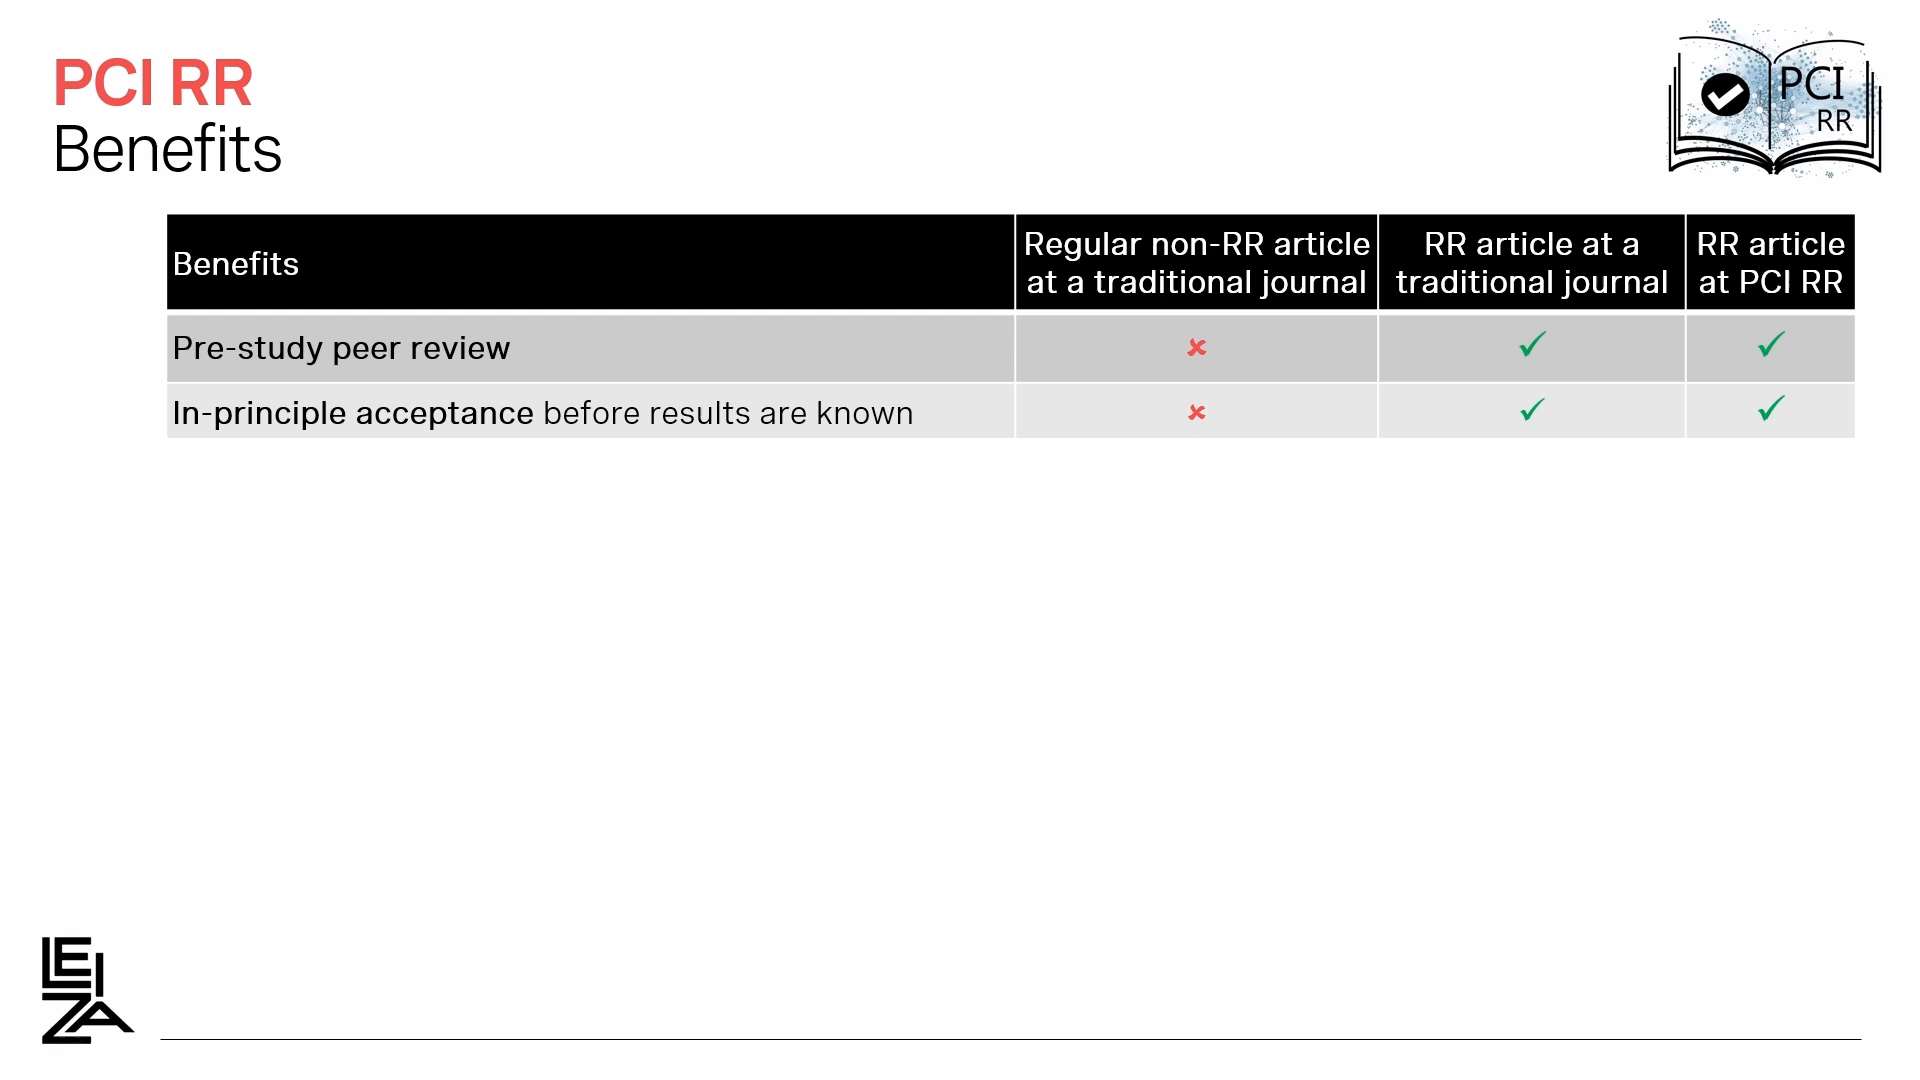 PCI RR
Benefits
PCI
RR
Benefits
Regular non-RR article
at a traditional journal
RR article at a
traditional journal
RR article
at PCI RR
Pre-study peer review
✘
✓
✓
In-principle acceptance before results are known
✘
✓
✓
LEIZA